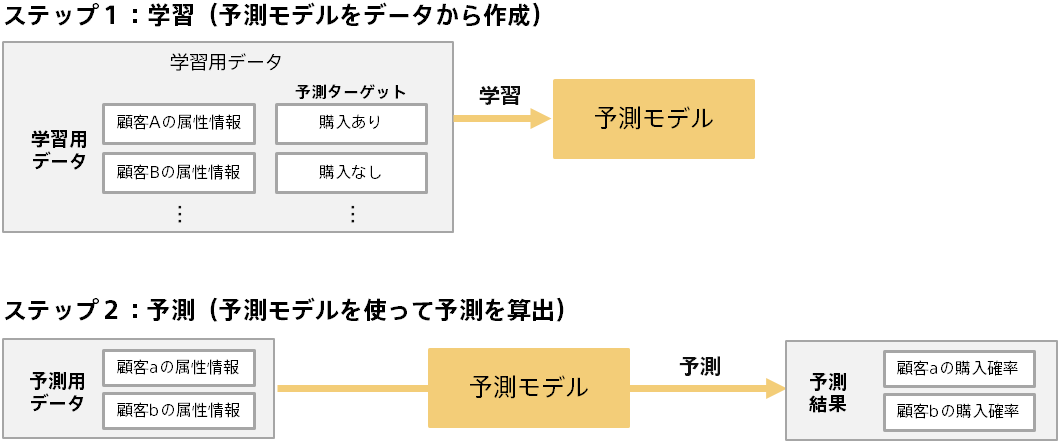 ステップ１：学習（予測モデルをデータから作成）
学習用データ
予測ターゲット
学習用
データ
顧客Aの属性情報
購入あり
顧客Bの属性情報
購入なし
⋮
⋮
学習
予測モデル
ステップ２：予測（予測モデルを使って予測を算出）
予測用
データ
顧客aの属性情報
顧客bの属性情報
予測モデル
予測
予測
結果
顧客aの購入確率
顧客bの購入確率